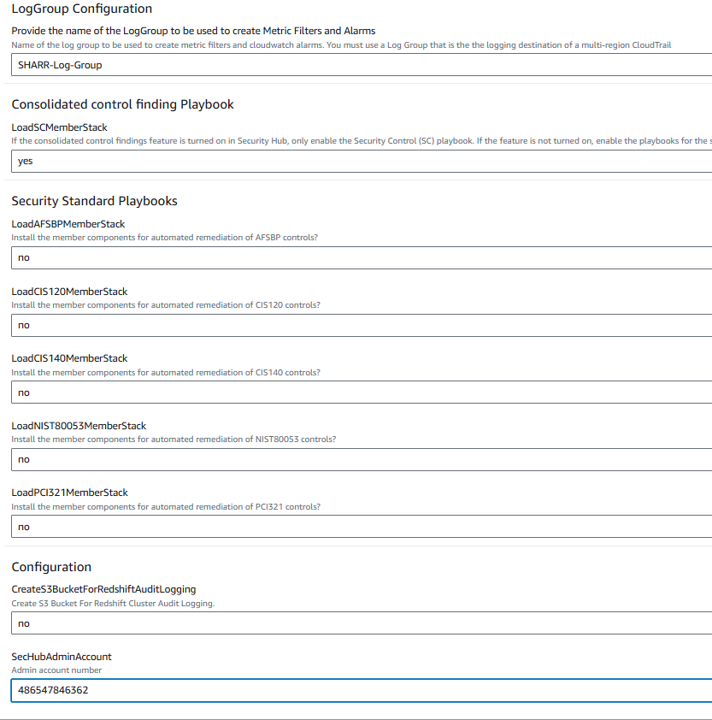 LogGroup Configuration
Provide the name of the LogGroup to be used to create Metric Filters and Alarms
Name of the log group to be used to create metric filters and cloudwatch alarms. You must use a Log Group that is the the logging destination of a multi-region CloudTrail
SHARR-Log-Group
Consolidated control finding Playbook
LoadSCMemberStack
If the consolidated control findings feature is turned on in Security Hub, only enable the Security Control (SC) playbook. If the feature is not turned on, enable the playbooks for the s
yes
Security Standard Playbooks
LoadAFSBPMemberStack
Install the member components for automated remediation of AFSBP controls?
no
LoadCIS120MemberStack
Install the member components for automated remediation of CIS120 controls?
no
LoadCIS140MemberStack
Install the member components for automated remediation of CIS140 controls?
no
LoadNIST80053MemberStack
Install the member components for automated remediation of NIST80053 controls?
no
LoadPCI321MemberStack
Install the member components for automated remediation of PCI321 controls?
no
Configuration
CreateS3BucketForRedshiftAuditLogging
Create S3 Bucket For Redshift Cluster Audit Logging.
no
SecHubAdminAccount
Admin account number
486547846362